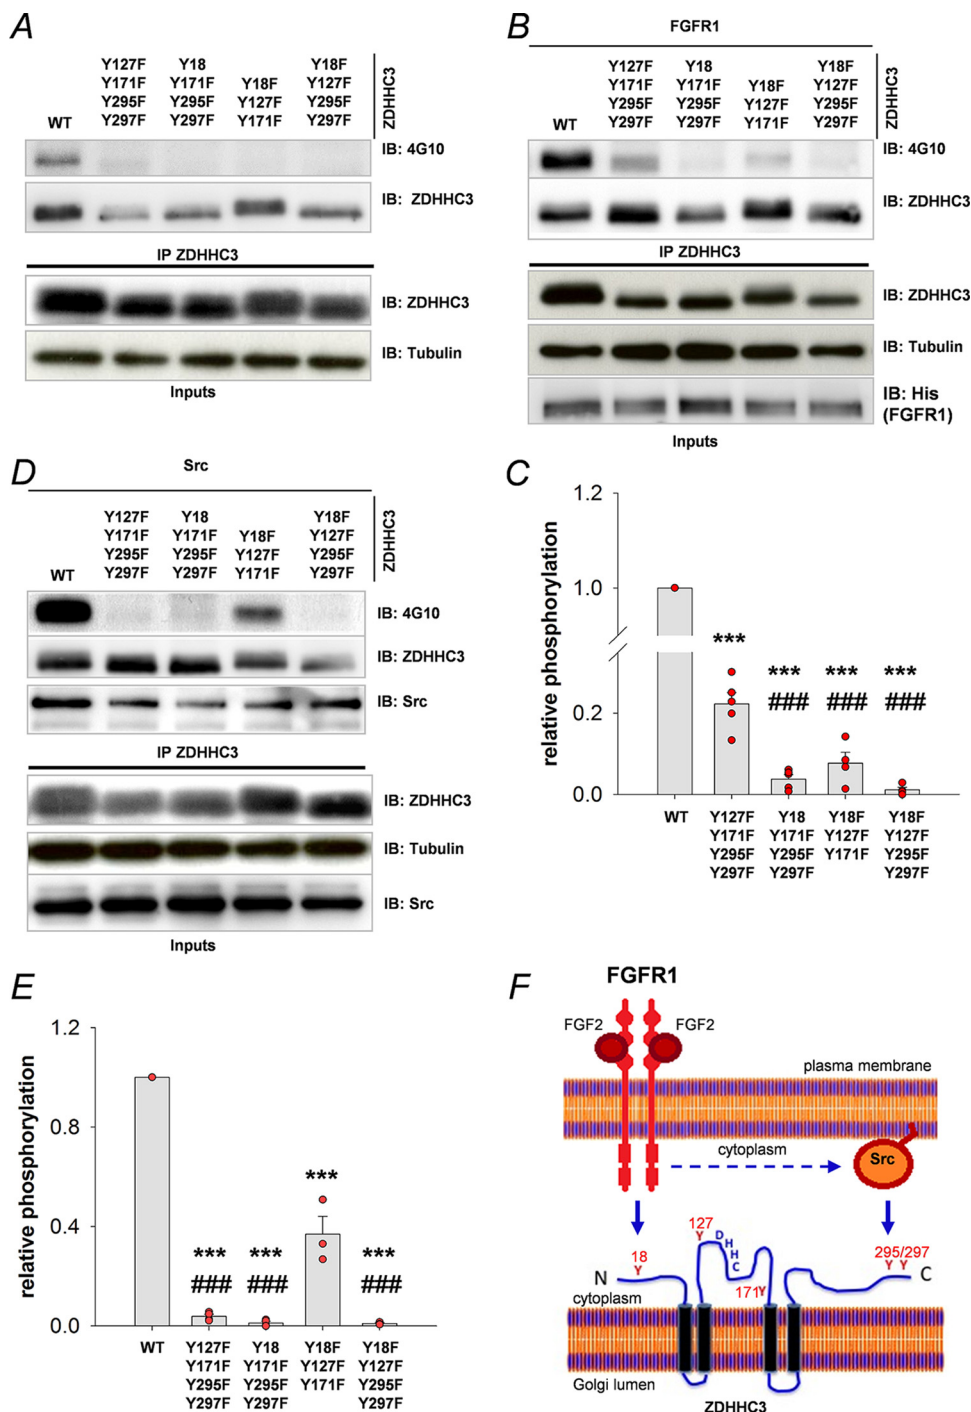 A
WT
Y127F
Y171F
Y295F
Y297F
Y18
Y171F
Y295F
Y297F
Y18F
Y127F
Y171F
Y18F
Y127F
Y295F
Y297F
ZDHHC3
IB: 4G10
IB: ZDHHC3
IP ZDHHC3
IB: ZDHHC3
IB: Tubulin
Inputs
B
FGFR1
WT
Y127F
Y171F
Y295F
Y297F
Y18
Y171F
Y295F
Y297F
Y18F
Y127F
Y171F
Y18F
Y127F
Y295F
Y297F
ZDHHC3
IB: 4G10
IB: ZDHHC3
IP ZDHHC3
IB: ZDHHC3
IB: Tubulin
IB: His
(FGFR1)
Inputs
D
Src
WT
Y127F
Y171F
Y295F
Y297F
Y18
Y171F
Y295F
Y297F
Y18F
Y127F
Y171F
Y18F
Y127F
Y295F
Y297F
ZDHHC3
IB: 4G10
IB: ZDHHC3
IB: Src
IP ZDHHC3
IB: ZDHHC3
IB: Tubulin
IB: Src
Inputs
C
relative phosphorylation
1.2
1.0
0.2
0.0
***
***
###
***
###
***
###
WT
Y127F
Y171F
Y295F
Y297F
Y18
Y171F
Y295F
Y297F
Y18F
Y127F
Y171F
Y18F
Y127F
Y295F
Y297F
E
relative phosphorylation
1.2
0.8
0.4
0.0
***
###
***
###
***
***
###
WT
Y127F
Y171F
Y295F
Y297F
Y18
Y171F
Y295F
Y297F
Y18F
Y127F
Y171F
Y18F
Y127F
Y295F
Y297F
F
FGFR1
FGF2
FGF2
plasma membrane
cytoplasm
Src
127
Y
D
H
H
C
18
Y
171Y
295/297
Y Y
N
C
cytoplasm
Golgi lumen
ZDHHC3